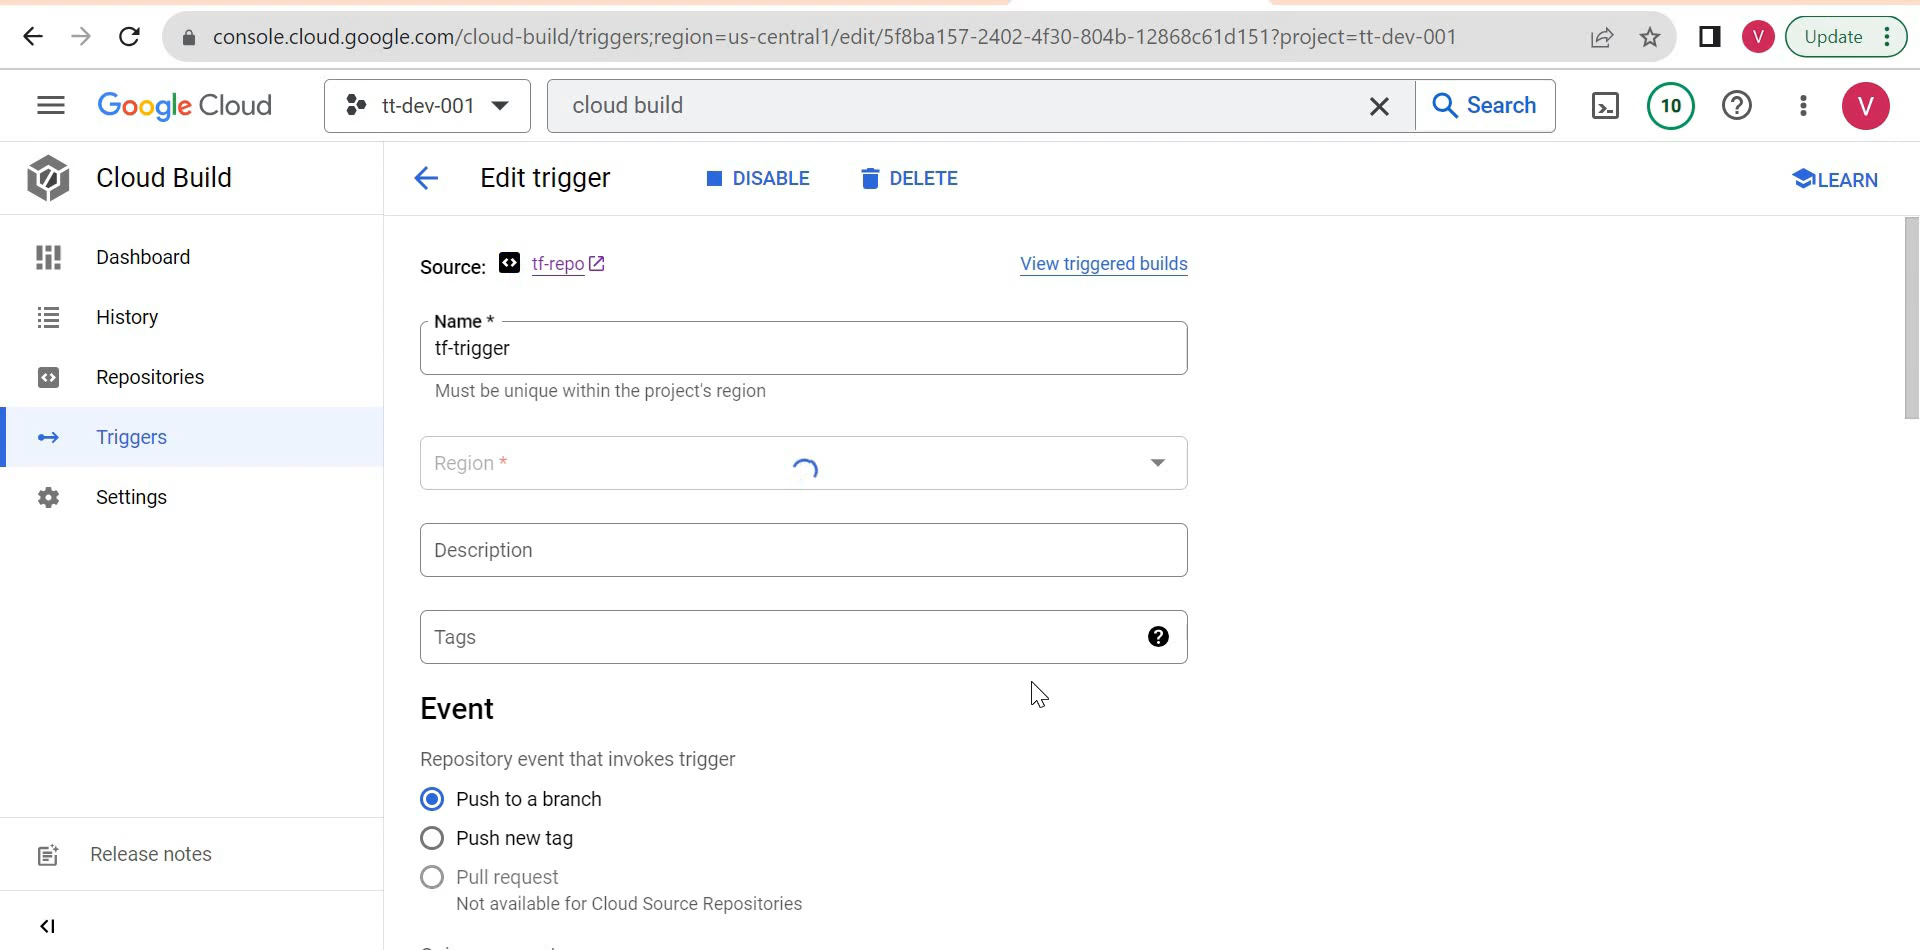 console.cloud.google.com/cloud-build/triggers;region=us-central1/edit/5f8ba157-2402-4f30-804b-12868c61d151?project=tt-dev-001
V
Update
Google Cloud
tt-dev-001
cloud build
Search
10
V
Cloud Build
Edit trigger
DISABLE
DELETE
LEARN
Dashboard
History
Repositories
Triggers
Settings
Release notes
Source:
tf-repo
View triggered builds
Name *
tf-trigger
Must be unique within the project's region
Region *
Description
Tags
Event
Repository event that invokes trigger
Push to a branch
Push new tag
Pull request
Not available for Cloud Source Repositories